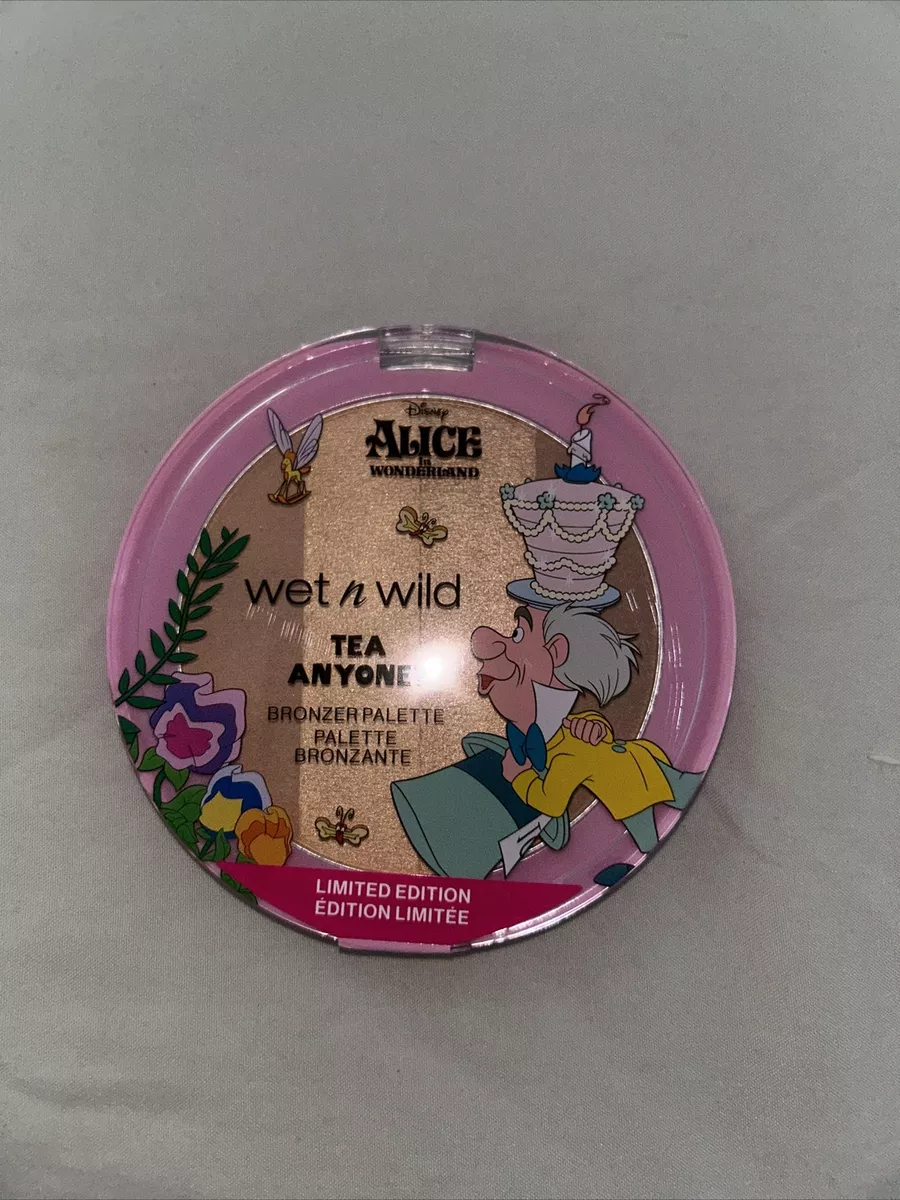 Disney
ALICE
in
WONDERLAND
wet n wild
TEA
ANYONE
BRONZER PALETTE
PALETTE
BRONZANTE
LIMITED EDITION
ÉDITION LIMITÉE